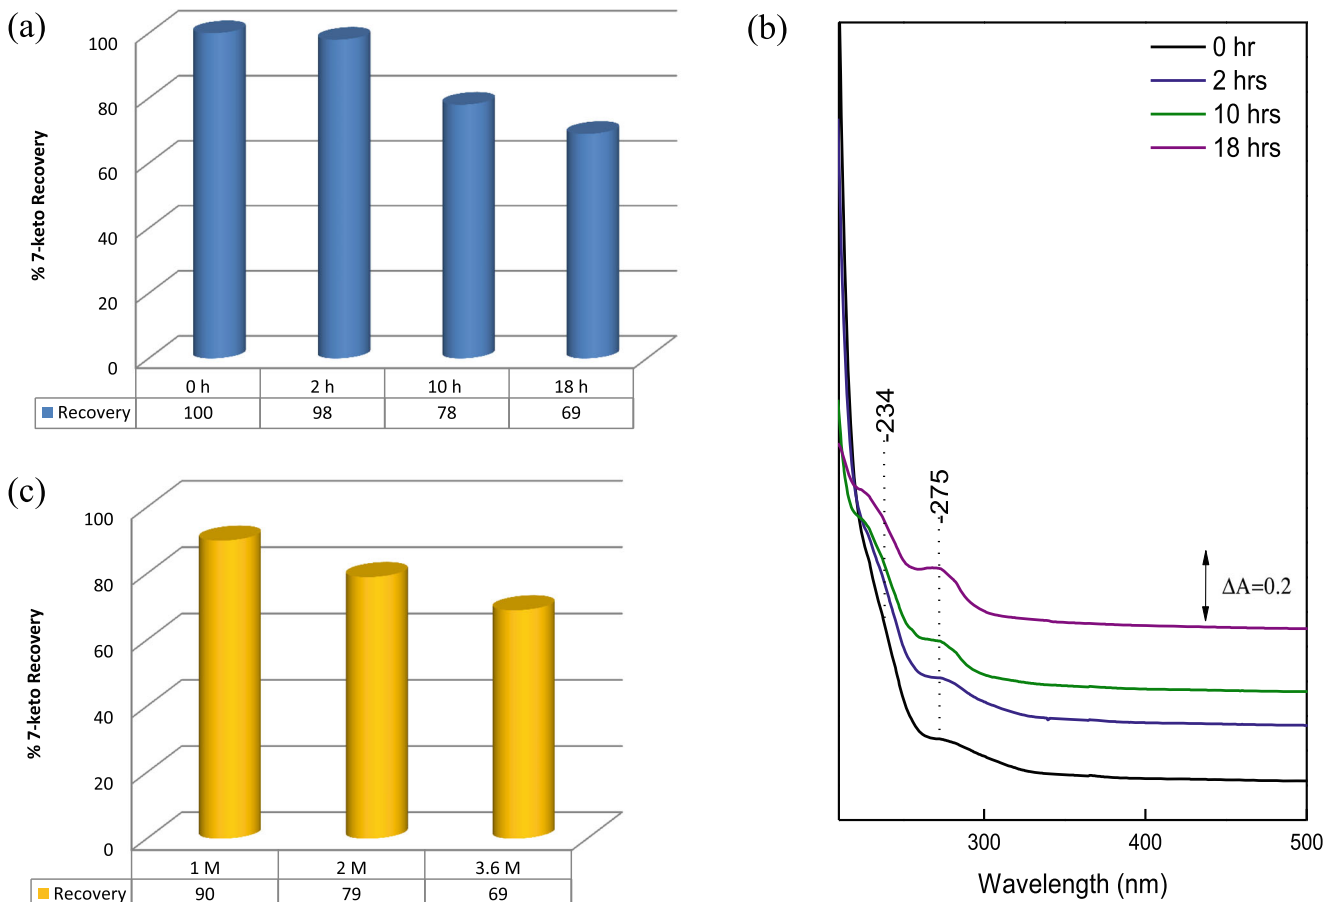 (a)
100
80
60
40
20
0
% 7-keto Recovery
0 h 2 h 10 h 18 h
Recovery 100 98 78 69
(b)
0 hr
2 hrs
10 hrs
18 hrs
-234
-275
ΔA=0.2
300 400 500
Wavelength (nm)
(c)
100
80
60
40
20
0
% 7-keto Recovery
1 M 2 M 3.6 M
Recovery 90 79 69